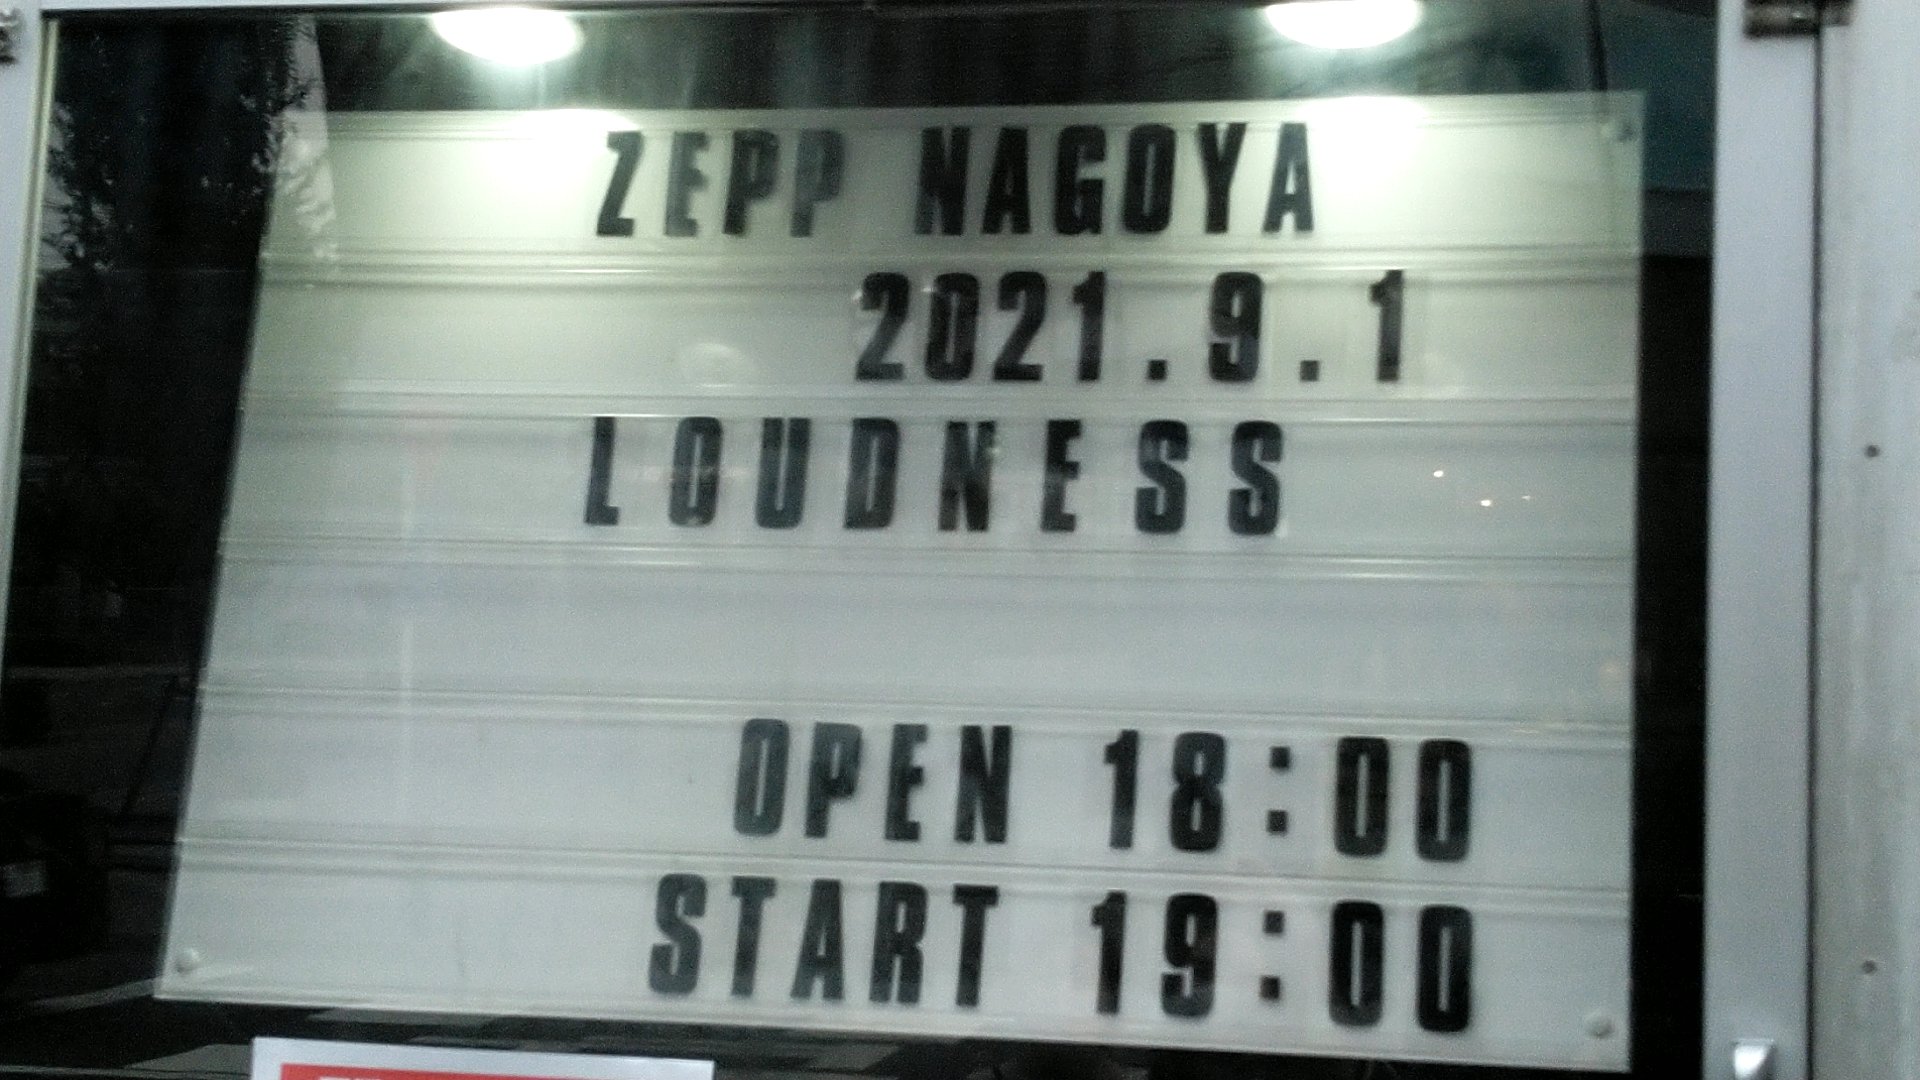 ZEPP NAGOYA
2021.9.1
LOUDNESS
OPEN 18:00
START 19:00